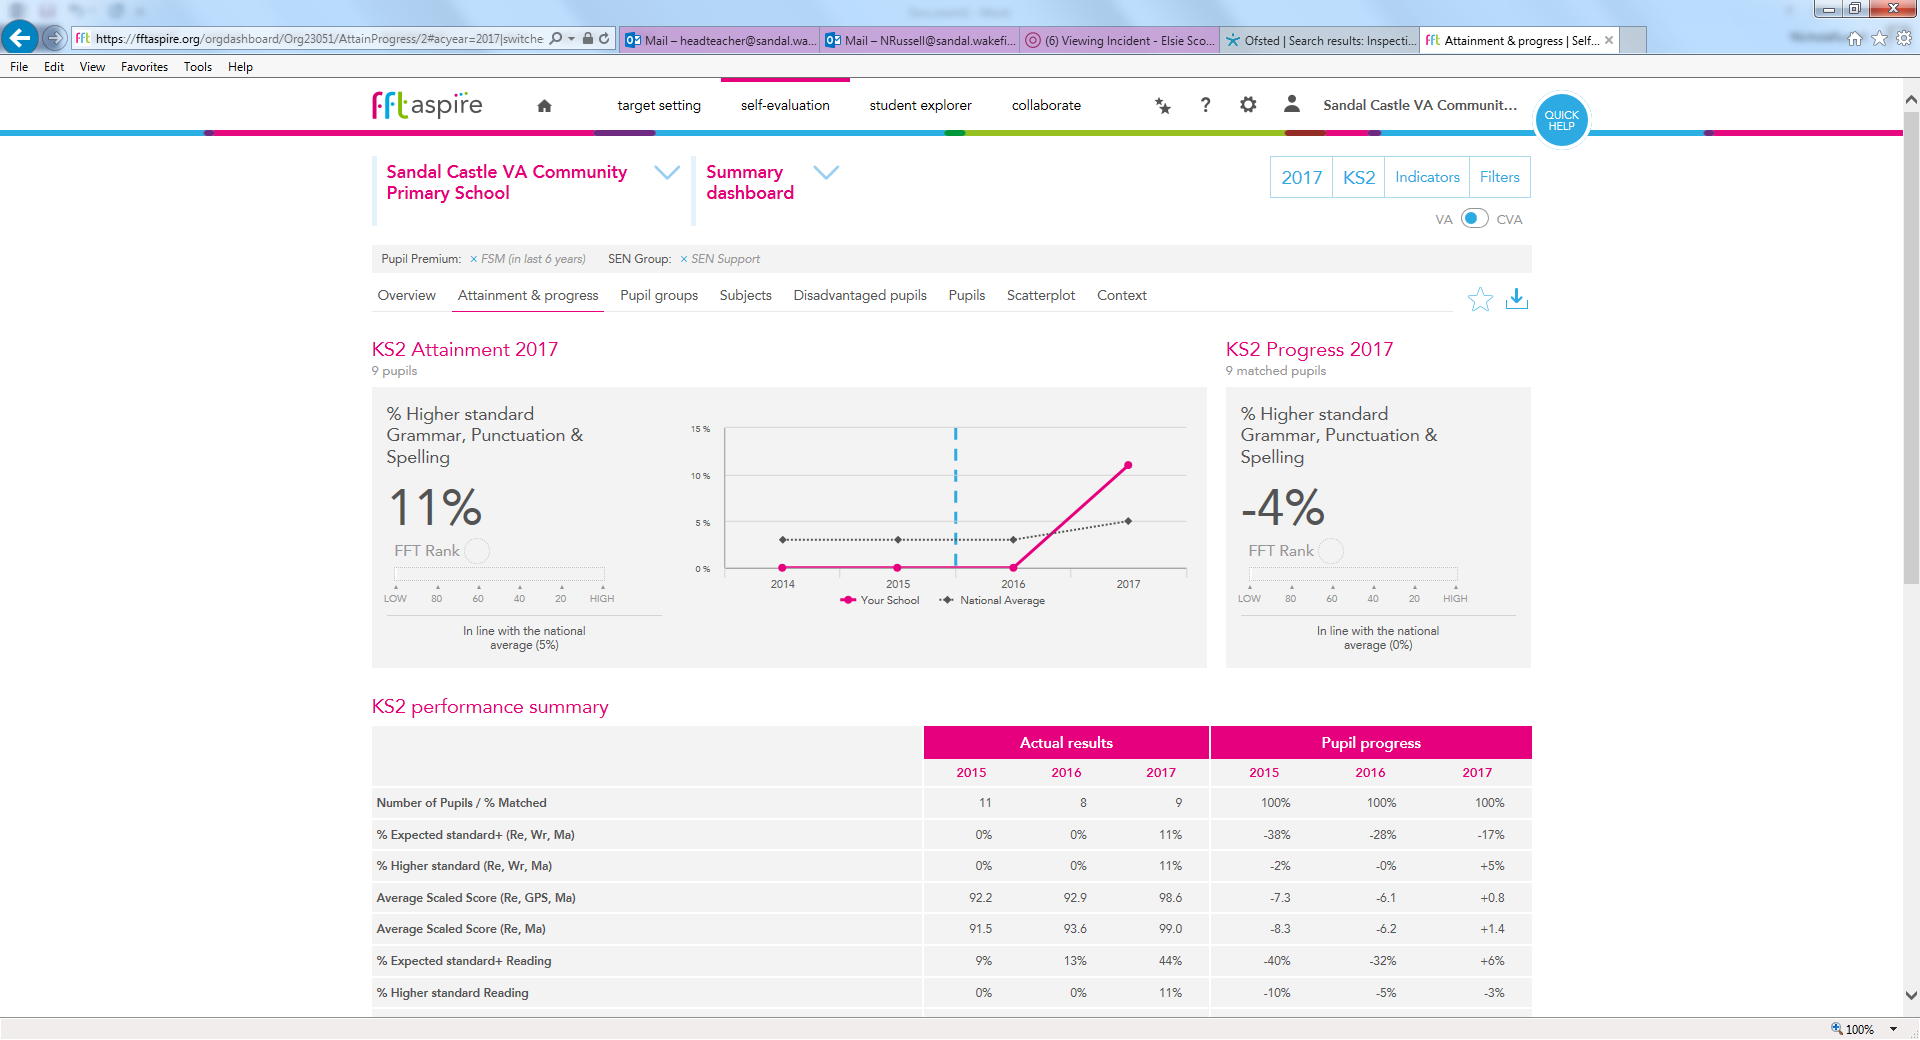 https://fftaspire.org/orgdashboard/Org23051/AttainProgress/2#acyear=2017|switche
Mail – headteacher@sandal.wa...
Mail – NRussell@sandal.wakefi...
(6) Viewing Incident - Elsie Sco...
Ofsted | Search results: Inspecti...
fft Attainment & progress | Self...
File Edit View Favorites Tools Help
fft aspire
target setting self-evaluation student explorer collaborate
? Sandal Castle VA Communit...
QUICK
HELP
Sandal Castle VA Community
Primary School
Summary
dashboard
2017 KS2 Indicators Filters
VA CVA
Pupil Premium: × FSM (in last 6 years) SEN Group: × SEN Support
Overview Attainment & progress Pupil groups Subjects Disadvantaged pupils Pupils Scatterplot Context
KS2 Attainment 2017
9 pupils
% Higher standard
Grammar, Punctuation &
Spelling
11%
FFT Rank
LOW 80 60 40 20 HIGH
In line with the national
average (5%)
15 %
10 %
5 %
0 %
2014 2015 2016 2017
Your School National Average
KS2 Progress 2017
9 matched pupils
% Higher standard
Grammar, Punctuation &
Spelling
-4%
FFT Rank
LOW 80 60 40 20 HIGH
In line with the national
average (0%)
KS2 performance summary
Actual results Pupil progress
2015 2016 2017 2015 2016 2017
Number of Pupils / % Matched 11 8 9 100% 100% 100%
% Expected standard+ (Re, Wr, Ma) 0% 0% 11% -38% -28% -17%
% Higher standard (Re, Wr, Ma) 0% 0% 11% -2% -0% +5%
Average Scaled Score (Re, GPS, Ma) 92.2 92.9 98.6 -7.3 -6.1 +0.8
Average Scaled Score (Re, Ma) 91.5 93.6 99.0 -8.3 -6.2 +1.4
% Expected standard+ Reading 9% 13% 44% -40% -32% +6%
% Higher standard Reading 0% 0% 11% -10% -5% -3%
100%